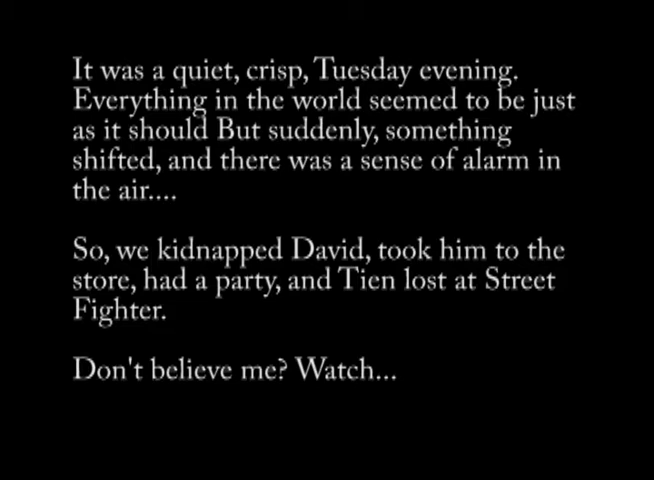 It was a quiet, crisp, Tuesday evening.
Everything in the world seemed to be just
as it should But suddenly, something
shifted, and there was a sense of alarm in
the air....
So, we kidnapped David, took him to the
store, had a party, and Tien lost at Street
Fighter.
Don't believe me? Watch...